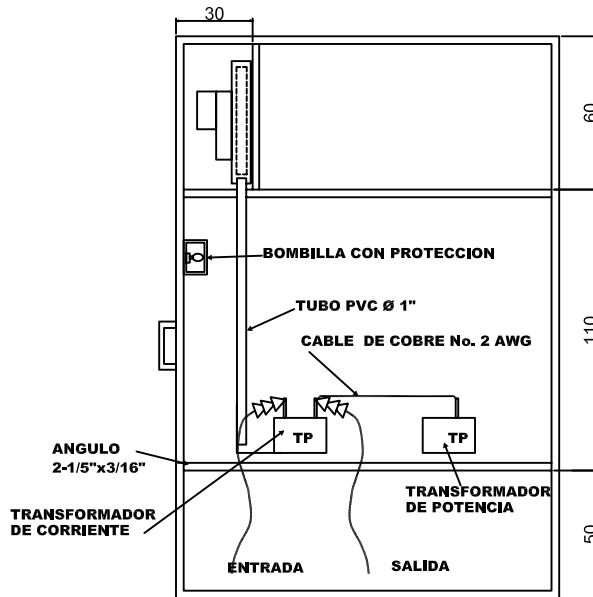 30
60
BOMBILLA CON PROTECCION
TUBO PVC Ø 1"
CABLE DE COBRE No. 2 AWG
110
TP
TP
ANGULO
2-1/5"x3/16"
TRANSFORMADOR
DE CORRIENTE
TRANSFORMADOR
DE POTENCIA
50
ENTRADA
SALIDA